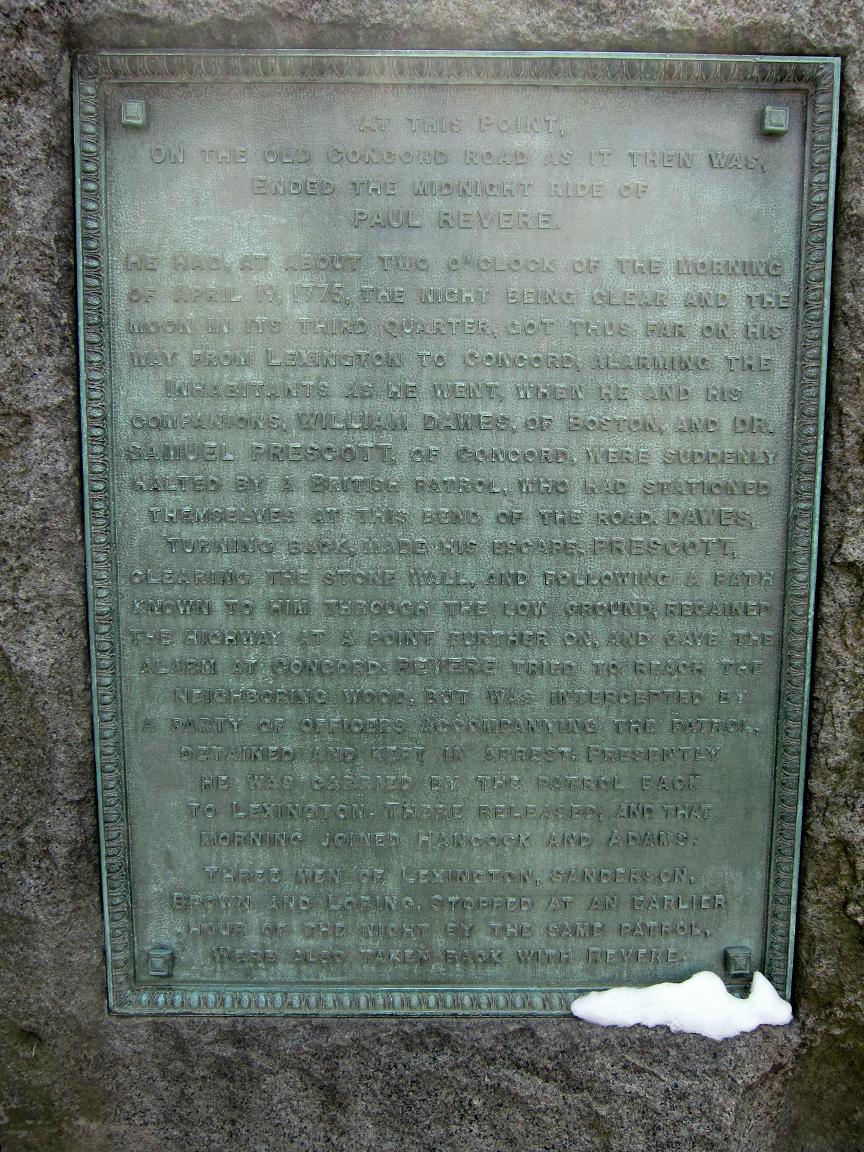 AT THIS POINT,
ON THE OLD CONCORD ROAD AS IT THEN WAS,
ENDED THE MIDNIGHT RIDE OF
PAUL REVERE.
HE HAD, AT ABOUT TWO O'CLOCK OF THE MORNING
OF APRIL 19, 1775, THE NIGHT BEING CLEAR AND THE
MOON IN ITS THIRD QUARTER, GOT THUS FAR ON HIS
WAY FROM LEXINGTON TO CONCORD, ALARMING THE
INHABITANTS AS HE WENT, WHEN HE AND HIS
COMPANIONS, WILLIAM DAWES, OF BOSTON, AND DR.
SAMUEL PRESCOTT, OF CONCORD, WERE SUDDENLY
HALTED BY A BRITISH PATROL, WHO HAD STATIONED
THEMSELVES AT THIS BEND OF THE ROAD. DAWES,
TURNING BACK, MADE HIS ESCAPE. PRESCOTT,
CLEARING THE STONE WALL, AND FOLLOWING A PATH
KNOWN TO HIM THROUGH THE LOW GROUND, REGAINED
THE HIGHWAY AT A POINT FURTHER ON, AND GAVE THE
ALARM AT CONCORD. REVERE TRIED TO REACH THE
NEIGHBORING WOOD, BUT WAS INTERCEPTED BY
A PARTY OF OFFICERS ACCOMPANYING THE PATROL,
DETAINED AND KEPT IN ARREST. PRESENTLY
HE WAS CARRIED BY THE PATROL BACK
TO LEXINGTON. THERE RELEASED, AND THAT
MORNING JOINED HANCOCK AND ADAMS.
THREE MEN OF LEXINGTON, SANDERSON,
BROWN AND LORING, STOPPED AT AN EARLIER
HOUR OF THE NIGHT BY THE SAME PATROL,
WERE ALSO TAKEN BACK WITH REVERE.